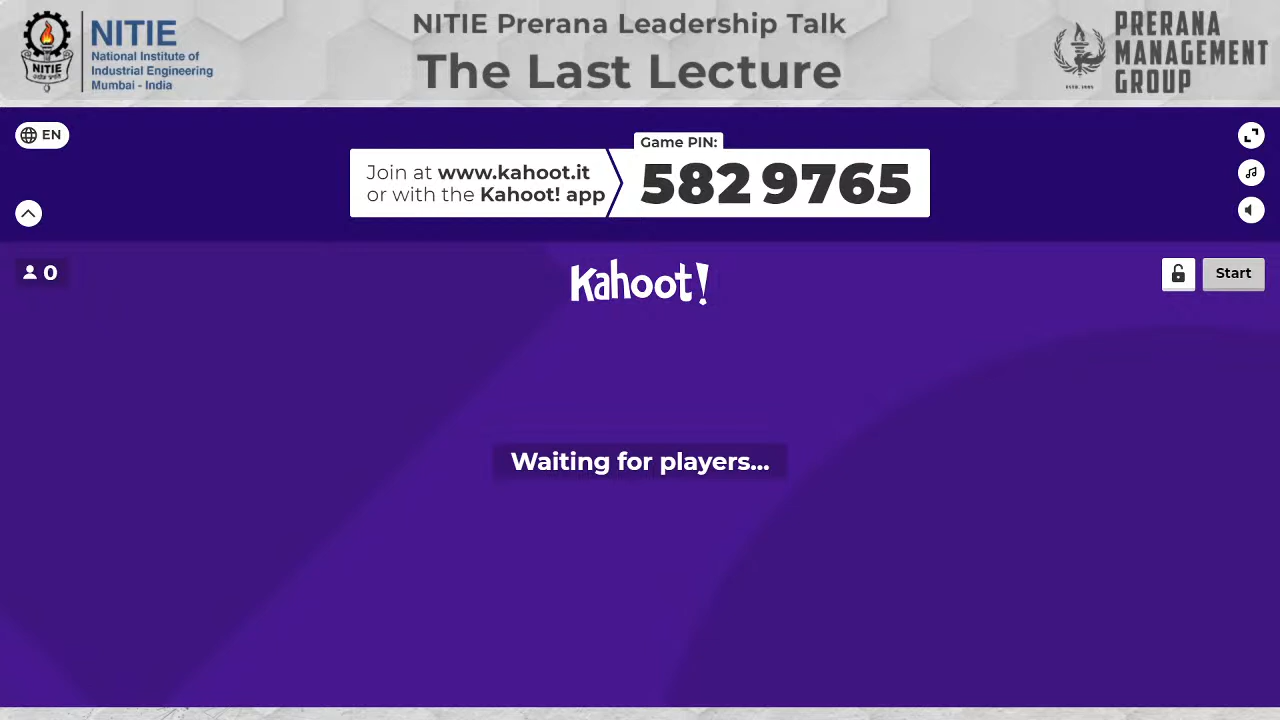 NITIE
National Institute of
Industrial Engineering
Mumbai - India
NITIE
NITIE Prerana Leadership Talk
The Last Lecture
PRERANA
MANAGEMENT
GROUP
EN
Join at www.kahoot.it
or with the Kahoot! app
Game PIN:
582 9765
0
Kahoot!
Start
Waiting for players...